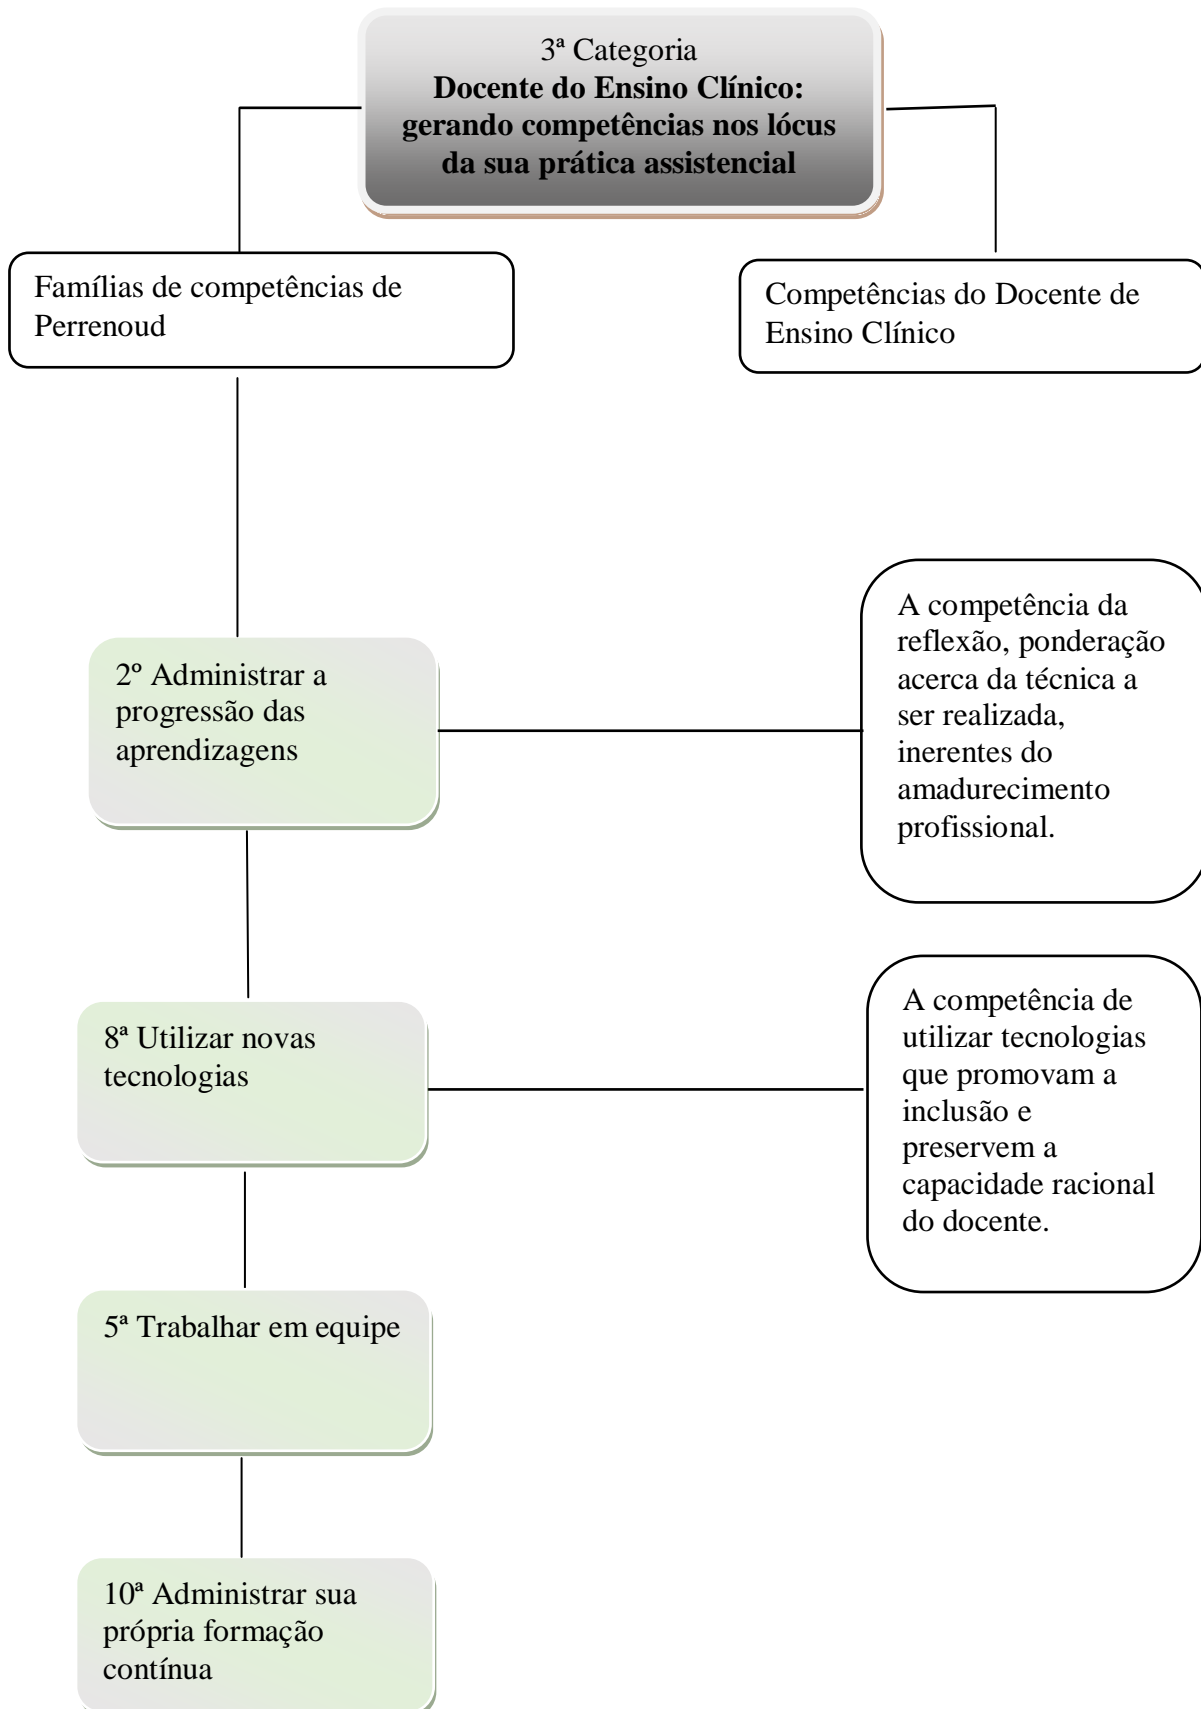 3ª Categoria
Docente do Ensino Clínico:
gerando competências nos lócus
da sua prática assistencial
Famílias de competências de
Perrenoud
Competências do Docente de
Ensino Clínico
2º Administrar a
progressão das
aprendizagens
A competência da
reflexão, ponderação
acerca da técnica a
ser realizada,
inerentes do
amadurecimento
profissional.
8ª Utilizar novas
tecnologias
A competência de
utilizar tecnologias
que promovam a
inclusão e
preservem a
capacidade racional
do docente.
5ª Trabalhar em equipe
10ª Administrar sua
própria formação
contínua